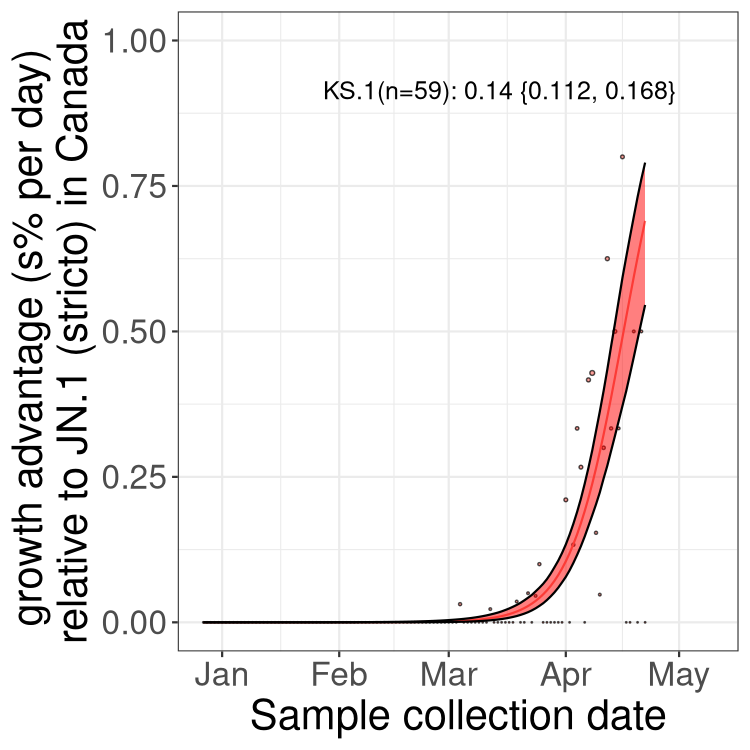 growth advantage (s% per day)
relative to JN.1 (stricto) in Canada
1.00
0.75
0.50
0.25
0.00
KS.1(n=59): 0.14 {0.112, 0.168}
Jan Feb Mar Apr May
Sample collection date